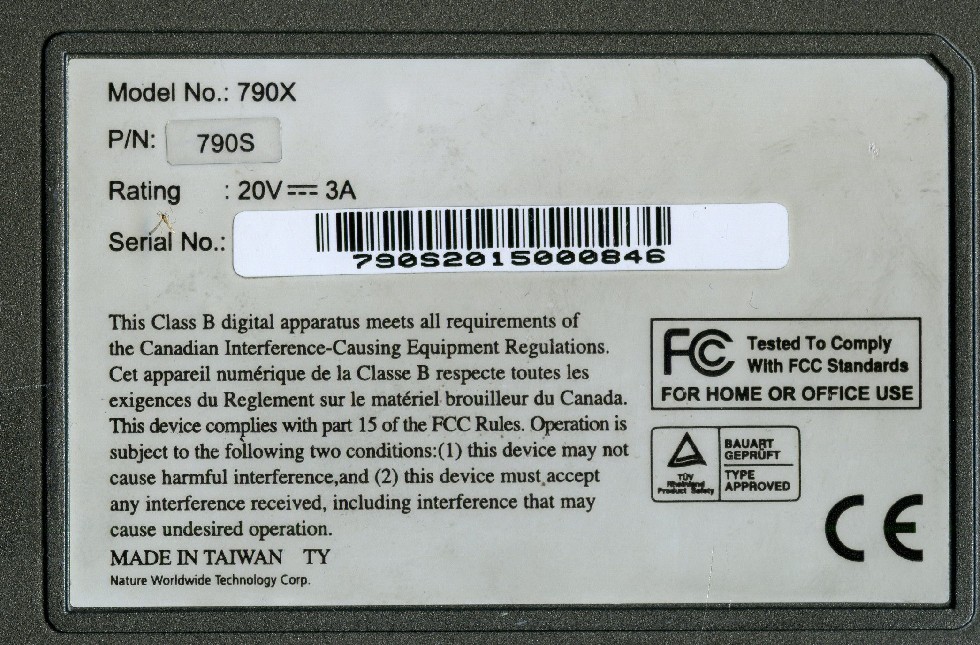 Model No.: 790X
P/N: 790S
Rating : 20V⎓ 3A
Serial No.:
790S2015000846
This Class B digital apparatus meets all requirements of
the Canadian Interference-Causing Equipment Regulations.
Cet appareil numérique de la Classe B respecte toutes les
exigences du Reglement sur le matériel brouilleur du Canada.
This device complies with part 15 of the FCC Rules. Operation is
subject to the following two conditions:(1) this device may not
cause harmful interference,and (2) this device must accept
any interference received, including interference that may
cause undesired operation.
MADE IN TAIWAN TY
Nature Worldwide Technology Corp.
FC Tested To Comply
With FCC Standards
FOR HOME OR OFFICE USE
TÜV
Rheinland
Product Safety
BAUART
GEPRÜFT
TYPE
APPROVED
CE